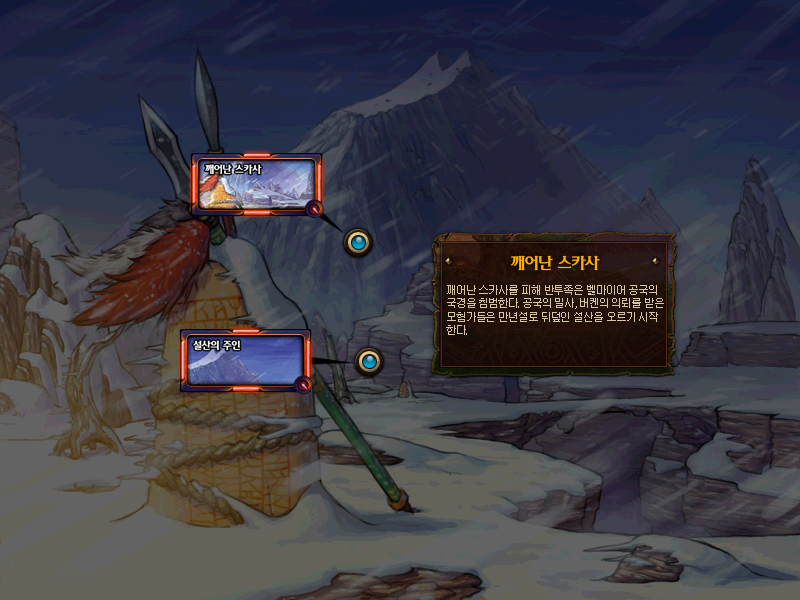 깨어난 스카사
설산의 주인
깨어난 스카사
깨어난 스카사를 피해 반투족은 벨마이어 공국의
국경을 침범한다. 공국의 밀사, 버켄의 의뢰를 받은
모험가들은 만년설로 뒤덮인 설산을 오르기 시작
한다.